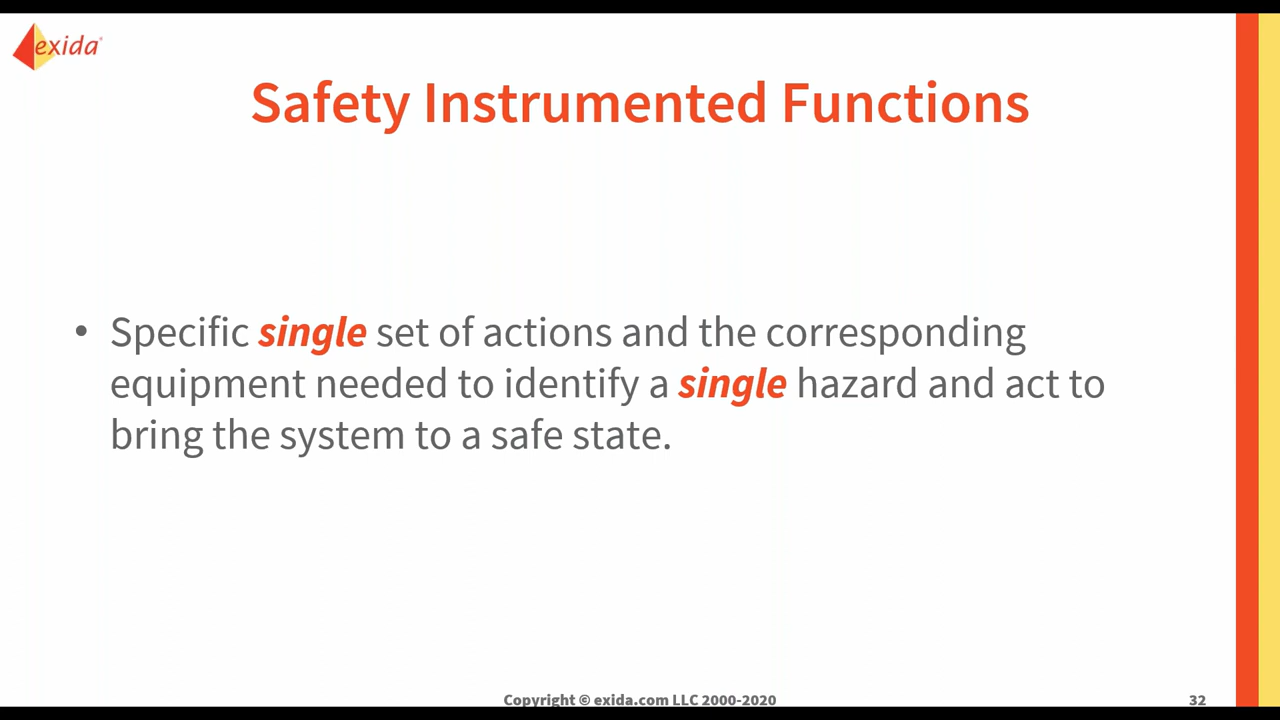 exida®
Safety Instrumented Functions
• Specific single set of actions and the corresponding
equipment needed to identify a single hazard and act to
bring the system to a safe state.
Copyright © exida.com LLC 2000-2020
32